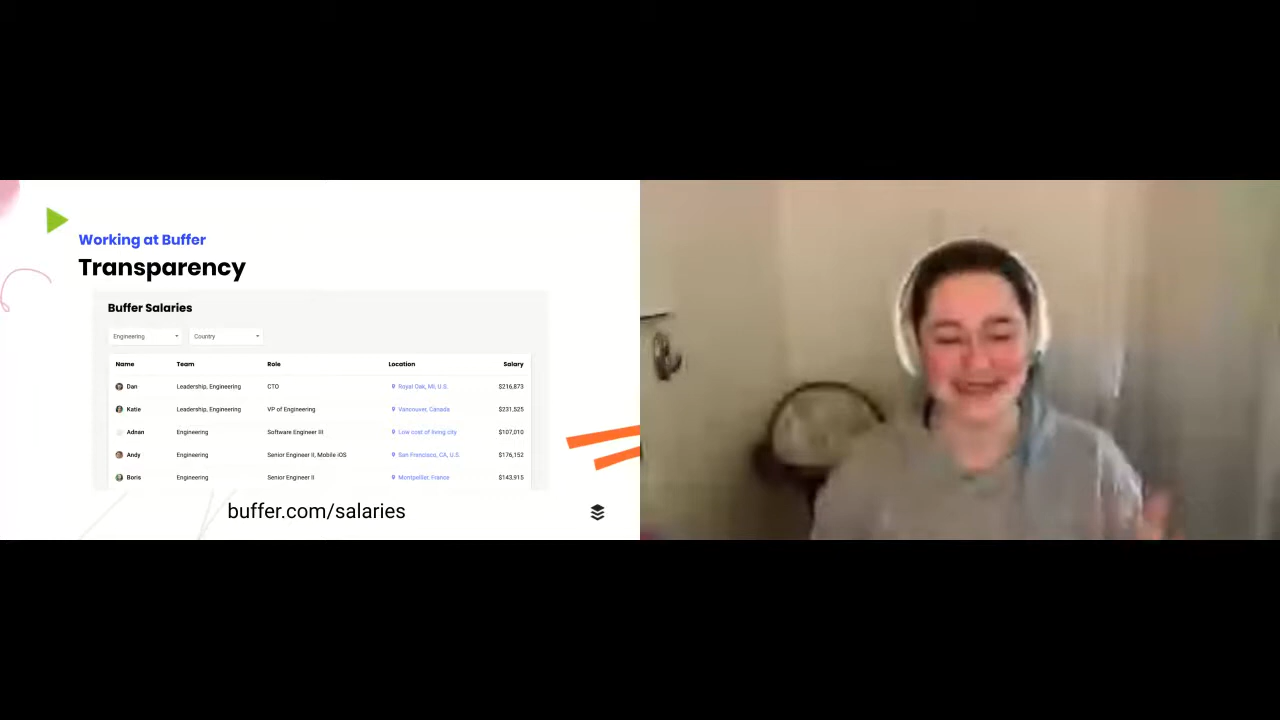 Working at Buffer
Transparency
Buffer Salaries
Engineering Country
Name Team Role Location Salary
Dan Leadership, Engineering CTO Royal Oak, MI, U.S. $216,873
Katie Leadership, Engineering VP of Engineering Vancouver, Canada $231,525
Adnan Engineering Software Engineer III Low cost of living city $107,010
Andy Engineering Senior Engineer II, Mobile iOS San Francisco, CA, U.S. $176,152
Boris Engineering Senior Engineer II Montpellier, France $143,915
buffer.com/salaries